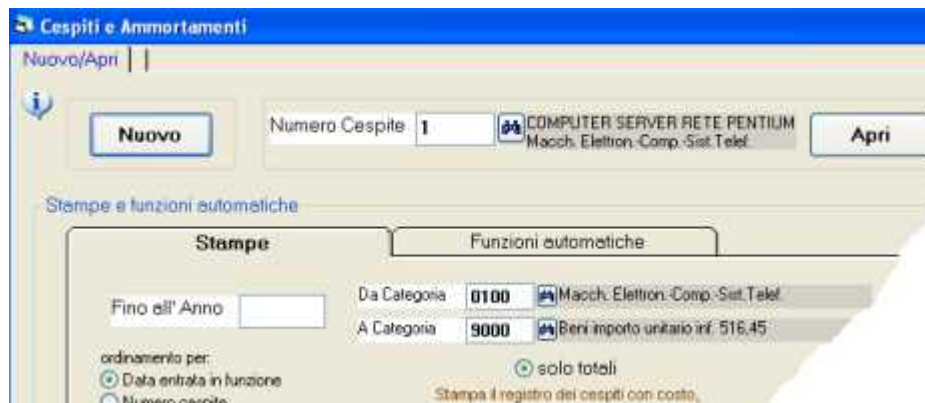 Cespiti e Ammortamenti
Nuovo/Apri
Nuovo
Numero Cespite 1 COMPUTER SERVER RETE PENTIUM
Macch. Elettron.-Comp.-Sist.Telef.
Apri
Stampe e funzioni automatiche
Stampe Funzioni automatiche
Fino all' Anno
Da Categoria 0100 Macch. Elettron.-Comp.-Sist.Telef.
A Categoria 9000 Beni importo unitario inf. 516,45
ordinamento per:
Data entrata in funzione
Numero cespite
solo totali
Stampa il registro dei cespiti con costo,